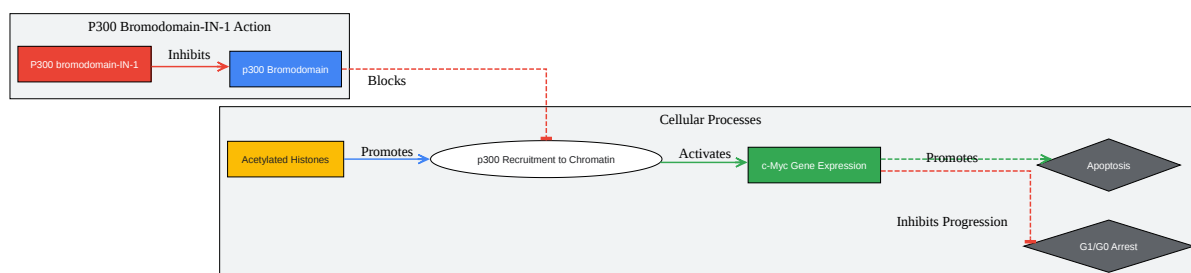 P300 Bromodomain-IN-1 Action
P300 bromodomain-IN-1
Inhibits
p300 Bromodomain
Blocks
Cellular Processes
Acetylated Histones
Promotes
p300 Recruitment to Chromatin
Activates
c-Myc Gene Expression
Promotes
Apoptosis
Inhibits Progression
G1/G0 Arrest